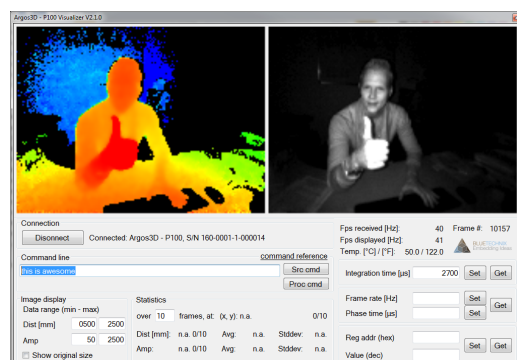 Argos3D - P100 Visualizer V2.1.0
Connection
Disonnect Connected: Argos3D - P100, S/N 160-0001-1-000014
Command line command reference
this is awesome Src cmd
Proc cmd
Image display
Data range (min - max)
Dist [mm] 0500 2500
Amp 50 2500
Show original size
Statistics
over 10 frames, at: (x, y): n.a. 0/10
Dist [mm]: n.a. 0/10 Avg: n.a. Stddev: n.a.
Amp: n.a. 0/10 Avg: n.a. Stddev: n.a.
Fps received [Hz]: 40 Frame #: 10157
Fps displayed [Hz]: 41
Temp. [°C] / [°F]: 50.0 / 122.0
BLUETECHNIX
Embedding Ideas
Integration time [µs] 2700 Set Get
Frame rate [Hz] Set Get
Phase time [µs] Set
Reg addr (hex) Set Get
Value (dec)